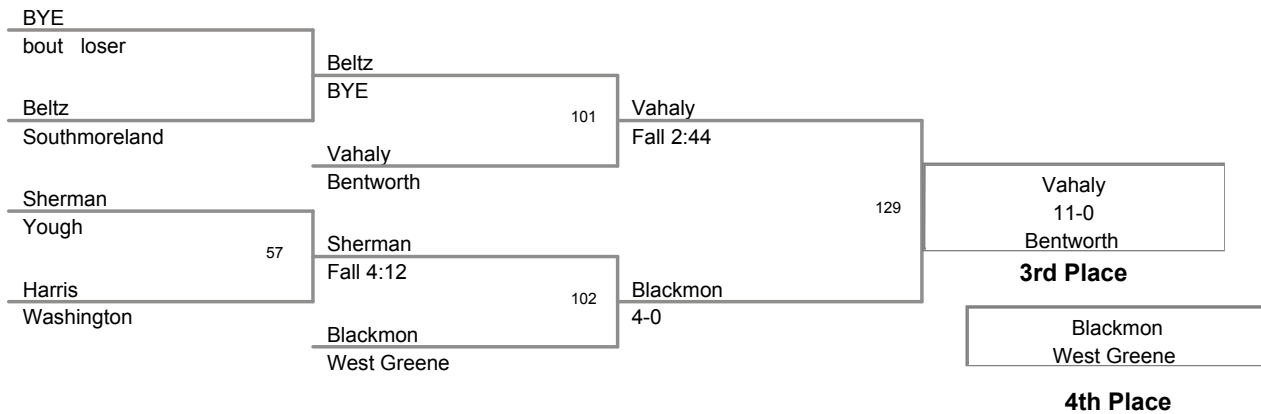 BYE
bout loser
Beltz
BYE
Beltz
Southmoreland
101
Vahaly
Fall 2:44
Vahaly
Bentworth
Sherman
Yough
57
Sherman
Fall 4:12
Harris
Washington
102
Blackmon
4-0
Blackmon
West Greene
129
Vahaly
11-0
Bentworth
3rd Place
Blackmon
West Greene
4th Place